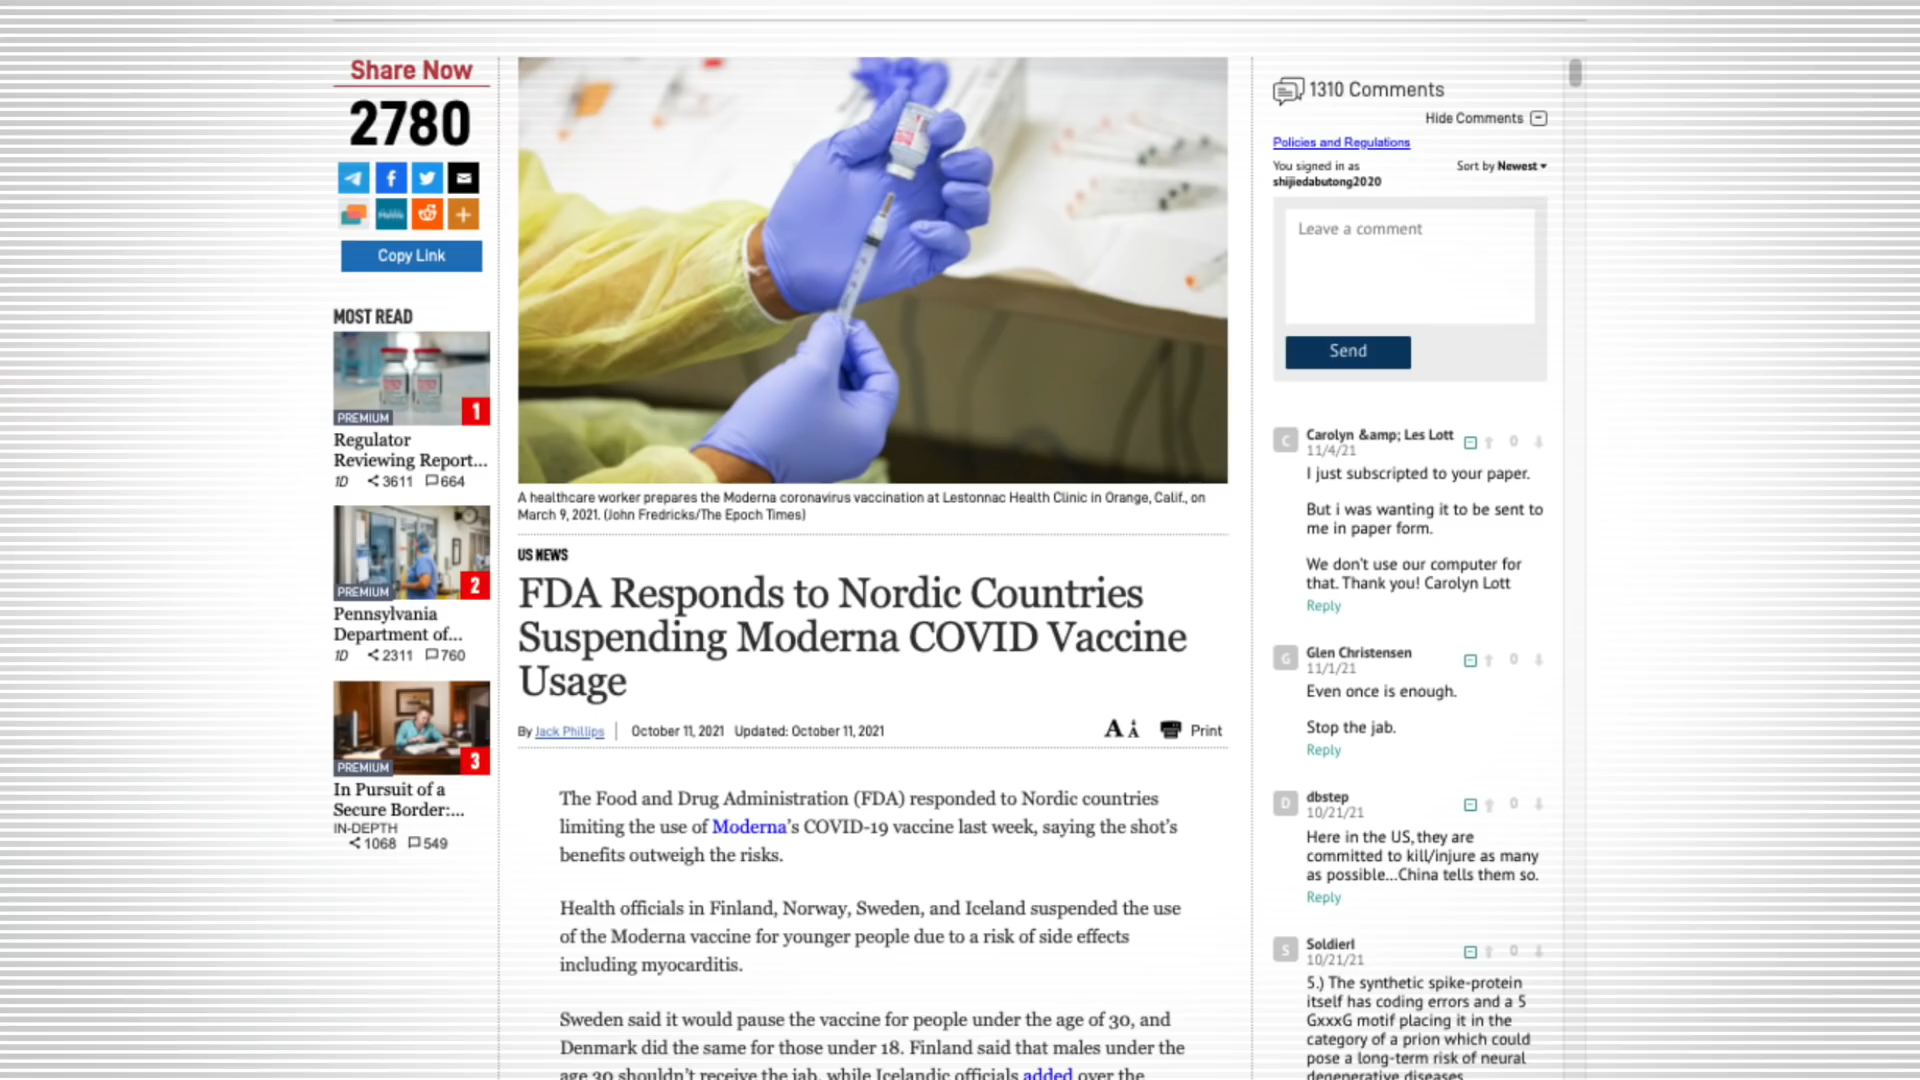 Share Now
2780
Copy Link
MOST READ
PREMIUM
1
Regulator
Reviewing Report...
1D 3611 664
PREMIUM
2
Pennsylvania
Department of...
1D 2311 760
PREMIUM
3
In Pursuit of a
Secure Border:...
IN-DEPTH
1068 549
A healthcare worker prepares the Moderna coronavirus vaccination at Lestonnac Health Clinic in Orange, Calif., on
March 9, 2021. (John Fredricks/The Epoch Times)
US NEWS
FDA Responds to Nordic Countries
Suspending Moderna COVID Vaccine
Usage
By Jack Phillips October 11, 2021 Updated: October 11, 2021
A A Print
The Food and Drug Administration (FDA) responded to Nordic countries
limiting the use of Moderna’s COVID-19 vaccine last week, saying the shot’s
benefits outweigh the risks.
Health officials in Finland, Norway, Sweden, and Iceland suspended the use
of the Moderna vaccine for younger people due to a risk of side effects
including myocarditis.
Sweden said it would pause the vaccine for people under the age of 30, and
Denmark did the same for those under 18. Finland said that males under the
age 30 shouldn’t receive the jab, while Icelandic officials added over the
1310 Comments
Hide Comments
Policies and Regulations
You signed in as
shijiedabutong2020
Sort by Newest
Leave a comment
Send
C
Carolyn &amp; Les Lott
0
11/4/21
I just subscripted to your paper.
But i was wanting it to be sent to
me in paper form.
We don't use our computer for
that. Thank you! Carolyn Lott
Reply
G
Glen Christensen
0
11/1/21
Even once is enough.
Stop the jab.
Reply
D
dbstep
0
10/21/21
Here in the US, they are
committed to kill/injure as many
as possible...China tells them so.
Reply
S
Soldier1
0
10/21/21
5.) The synthetic spike-protein
itself has coding errors and a 5
GxxxG motif placing it in the
category of a prion which could
pose a long-term risk of neural
degenerative diseases